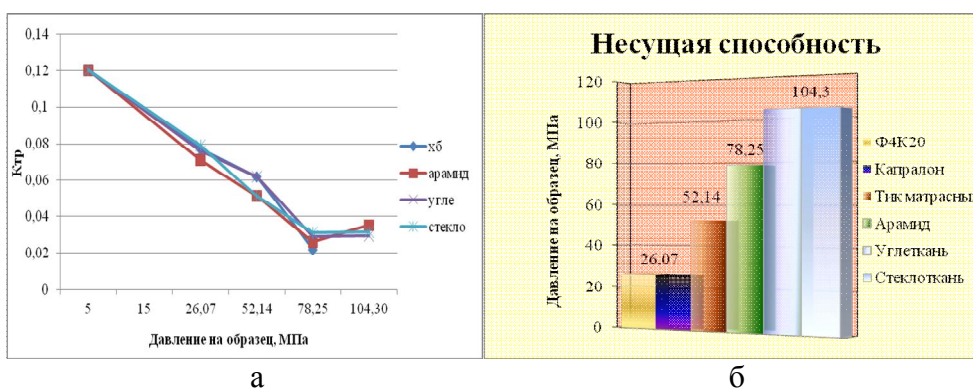 0,14
0,12
0,1
0,08
0,06
0,04
0,02
0
Ктр
5 15 26,07 52,14 78,25 104,30
Давление на образец, МПа
хб
арамид
угле
стекло
а
Несущая способность
120
100
80
60
40
20
0
Давление на образец, МПа
26,07
52,14
78,25
104,3
Ф4К20
Капралон
Тик матрасны
Арамид
Углеткань
Стеклоткань
б